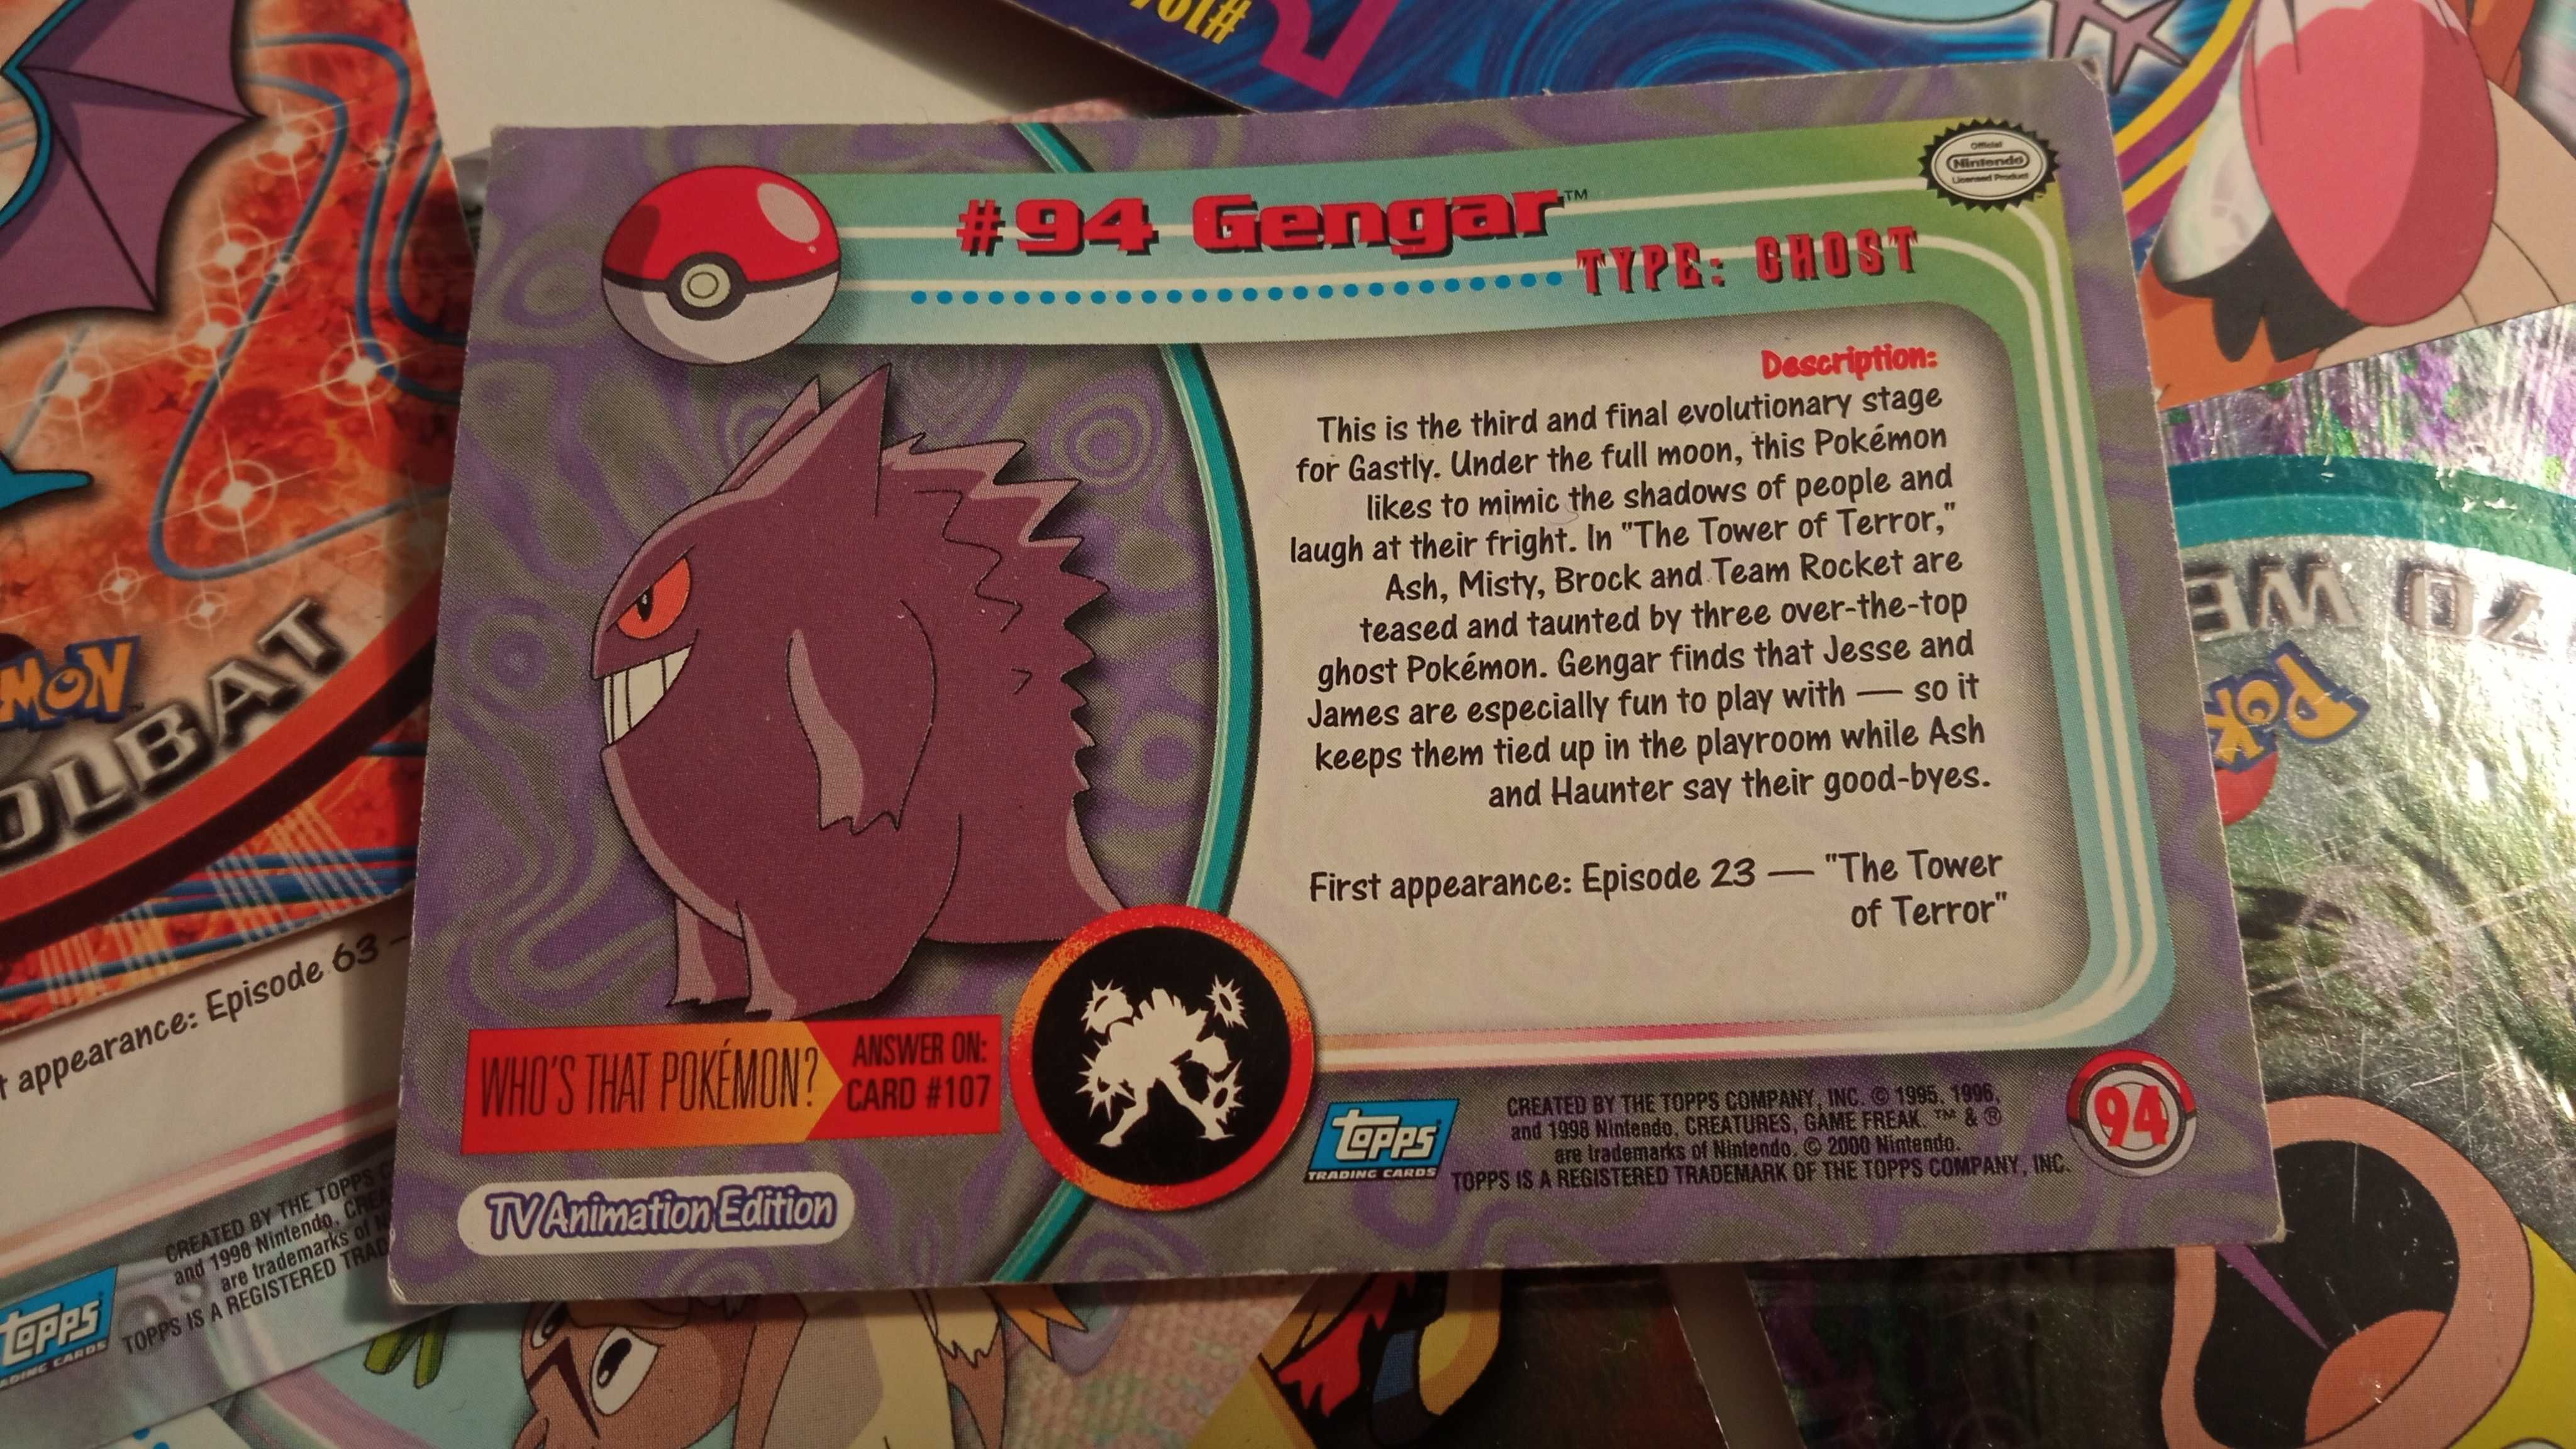 #94 Gengar™
TYPE: GHOST
Official
Nintendo
Licensed Product
Description:
This is the third and final evolutionary stage
for Gastly. Under the full moon, this Pokémon
likes to mimic the shadows of people and
laugh at their fright. In "The Tower of Terror,"
Ash, Misty, Brock and Team Rocket are
teased and taunted by three over-the-top
ghost Pokémon. Gengar finds that Jesse and
James are especially fun to play with — so it
keeps them tied up in the playroom while Ash
and Haunter say their good-byes.
First appearance: Episode 23 — "The Tower
of Terror"
WHO'S THAT POKÉMON?
ANSWER ON:
CARD #107
TV Animation Edition
topps
TRADING CARDS
CREATED BY THE TOPPS COMPANY, INC. © 1995, 1996,
and 1998 Nintendo, CREATURES, GAME FREAK. ™ & ®
are trademarks of Nintendo. © 2000 Nintendo.
TOPPS IS A REGISTERED TRADEMARK OF THE TOPPS COMPANY, INC.
94
MON
OLBAT
appearance: Episode 63 —
CREATED BY THE TOPPS
and 1998 Nintendo,
are trademarks of
TOPPS IS A REGISTERED
topps